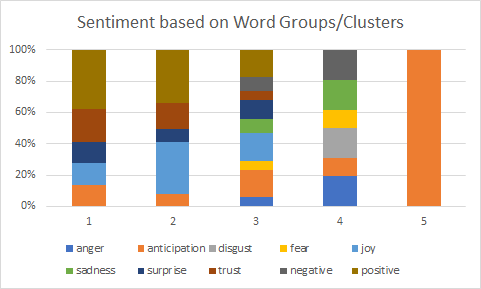 Sentiment based on Word Groups/Clusters
100%
80%
60%
40%
20%
0%
1 2 3 4 5
anger anticipation disgust fear joy
sadness surprise trust negative positive